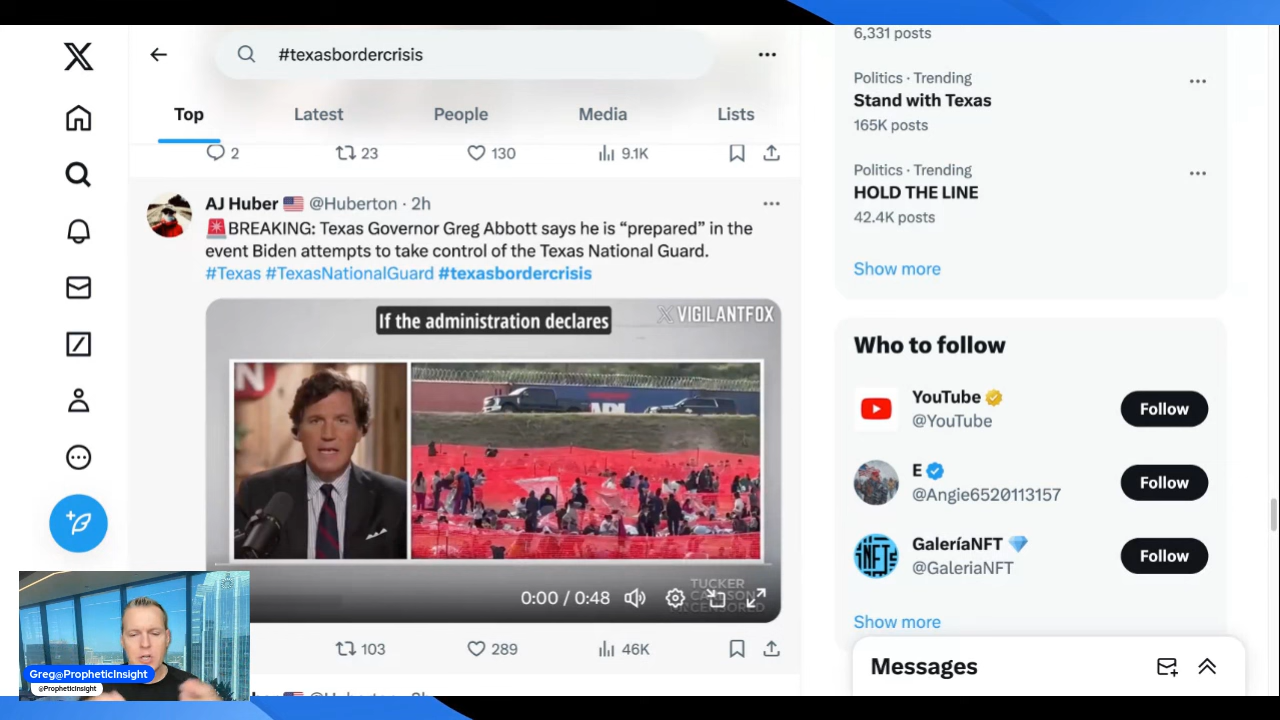 #texasbordercrisis
Top
Latest
People
Media
Lists
2
23
130
9.1K
AJ Huber 🇺🇸 @Huberton · 2h
🚨BREAKING: Texas Governor Greg Abbott says he is “prepared” in the
event Biden attempts to take control of the Texas National Guard.
#Texas #TexasNationalGuard #texasbordercrisis
If the administration declares
VIGILANTFOX
N
0:00 / 0:48
TUCKER
CARLSON
UNCENSORED
103
289
46K
6,331 posts
Politics · Trending
Stand with Texas
165K posts
Politics · Trending
HOLD THE LINE
42.4K posts
Show more
Who to follow
YouTube
@YouTube
Follow
E
@Angie6520113157
Follow
NFT
GaleríaNFT 💎
@GaleriaNFT
Follow
Show more
Messages
Greg@PropheticInsight
@PropheticInsight